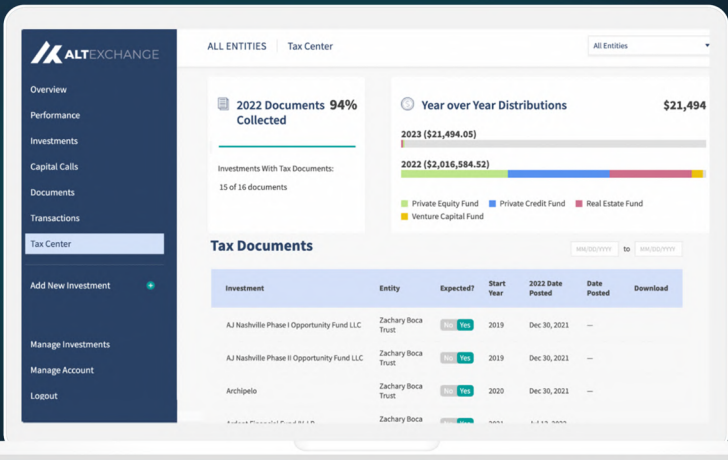 ALTEXCHANGE
ALL ENTITIES
Tax Center
All Entities
Overview
Performance
Investments
Capital Calls
Documents
Transactions
Tax Center
Add New Investment
Manage Investments
Manage Account
Logout
2022 Documents 94%
Collected
Investments With Tax Documents:
15 of 16 documents
Year over Year Distributions $21,494
2023 ($21,494.05)
2022 ($2,016,584.52)
Private Equity Fund Private Credit Fund Real Estate Fund
Venture Capital Fund
Tax Documents
MM/DD/YYYY to MM/DD/YYYY
Investment Entity Expected? Start Year 2022 Date Posted Date Posted Download
AJ Nashville Phase I Opportunity Fund LLC Zachary Boca Trust No Yes 2019 Dec 30, 2021 --
AJ Nashville Phase II Opportunity Fund LLC Zachary Boca Trust No Yes 2019 Dec 30, 2021 --
Archipelo Zachary Boca Trust No Yes 2020 Dec 30, 2021 --
Zachary Boca